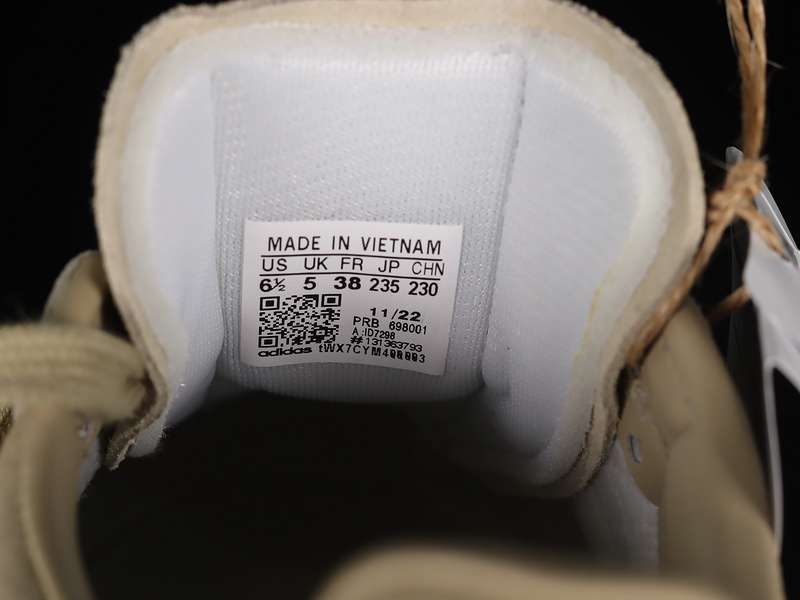 MADE IN VIETNAM
US UK FR JP CHN
6½ 5 38 235 230
11/22
PRB 698001
A:ID7298
#131363793
adidas tWX7CYM400003